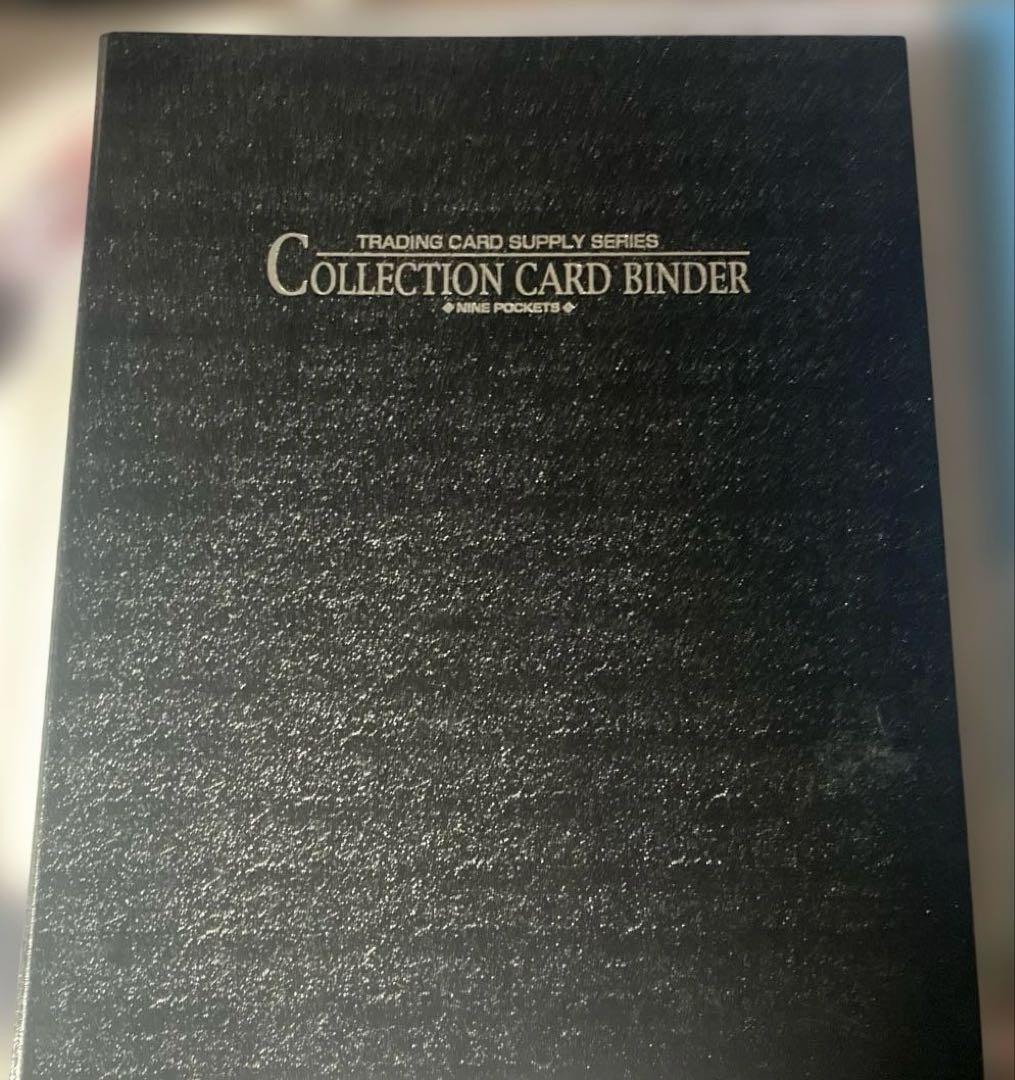 TRADING CARD SUPPLY SERIES
COLLECTION CARD BINDER
◆NINE POCKETS◆